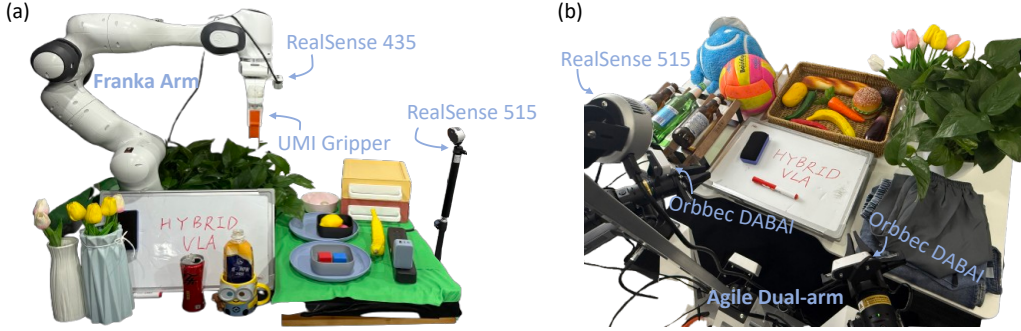 (a)
RealSense 435
Franka Arm
RealSense 515
UMI Gripper
HYBRID
VLA
(b)
RealSense 515
HYBRID
VLA
Orbbec DABAI
Orbbec DABAI
Agile Dual-arm